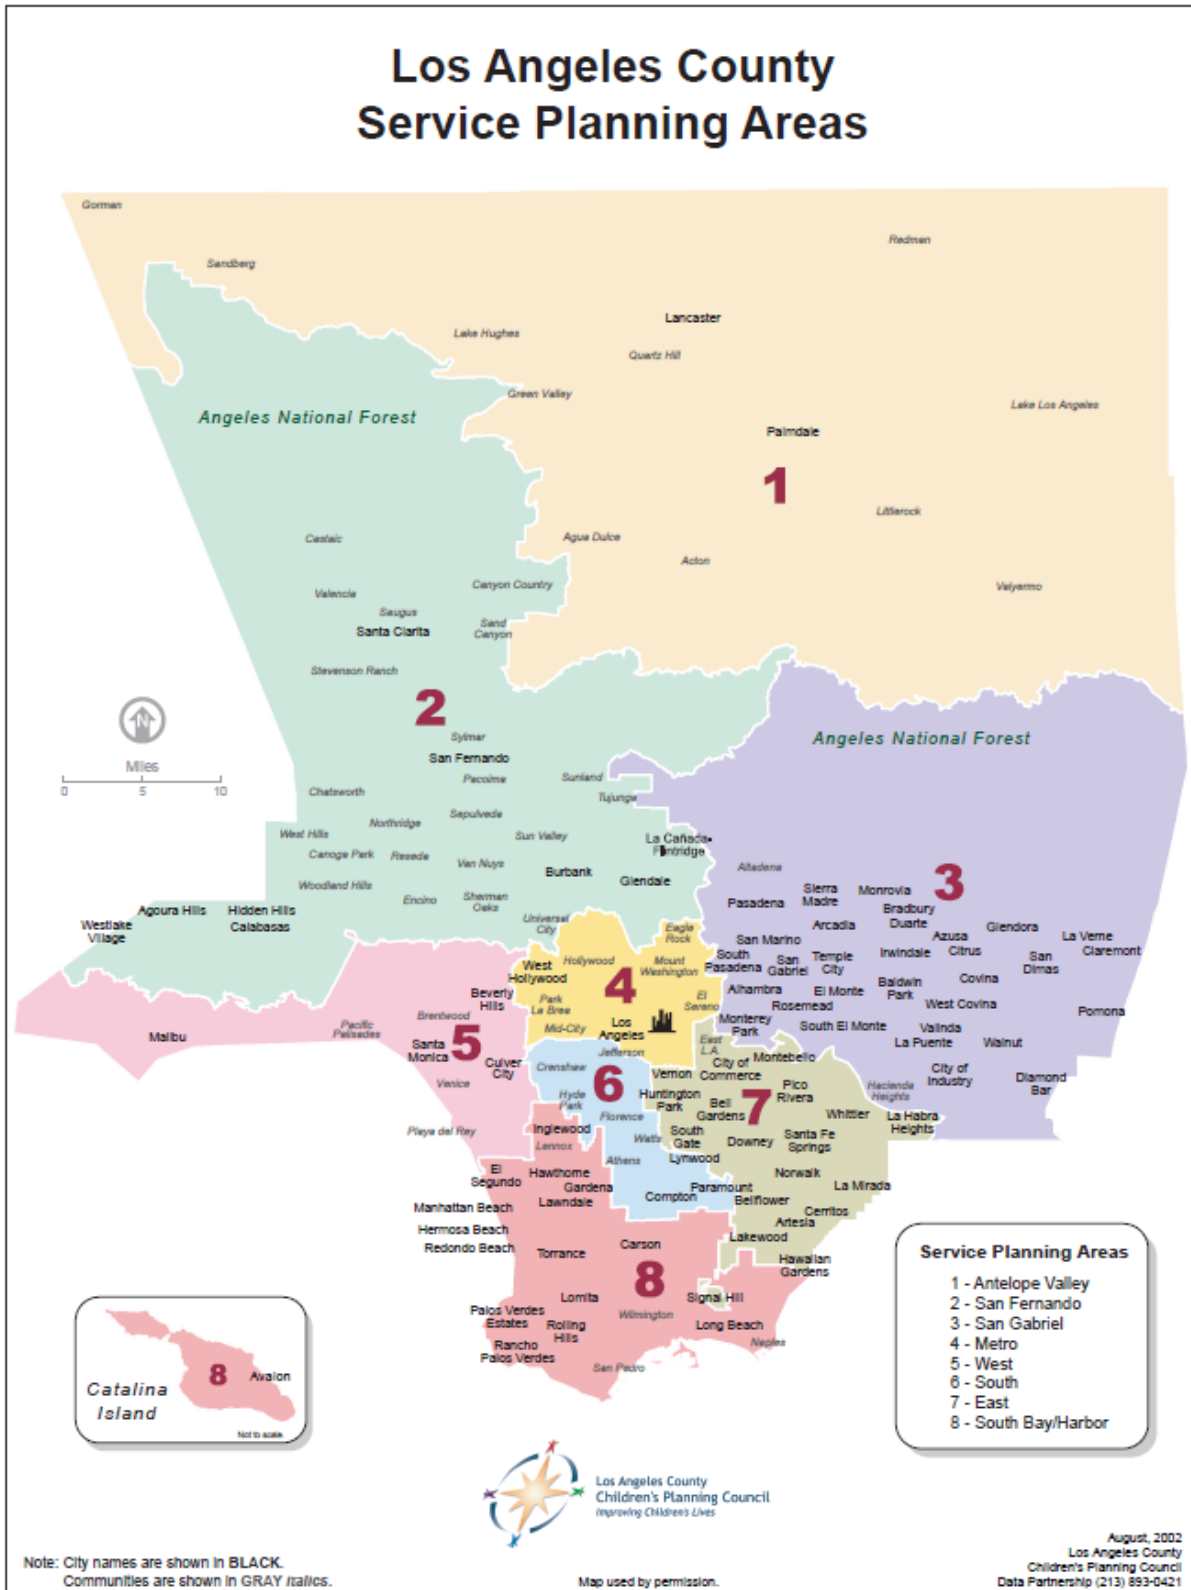 Los Angeles County
Service Planning Areas
Gorman
Redman
Sandberg
Lancaster
Lake Hughes
Quartz Hill
Green Valley
Lake Los Angeles
Angeles National Forest
Palmdale
1
Littlerock
Castaic
Agua Dulce
Acton
Canyon Country
Valyermo
Valencia
Saugus
Sand
Canyon
Santa Clarita
Stevenson Ranch
2
N
Miles
0 5 10
Sylmar
San Fernando
Angeles National Forest
Pacoima
Sunland
Tujunga
Chatsworth
Northridge
Sepulveda
West Hills
Sun Valley
La Cañada-
Flintridge
Canoga Park
Reseda
Van Nuys
Burbank
Glendale
Altadena
3
Woodland Hills
Encino
Sherman
Oaks
Pasadena
Sierra
Madre
Monrovia
Bradbury
Duarte
Agoura Hills
Hidden Hills
Calabasas
Westlake
Village
Universal
City
Eagle
Rock
Arcadia
Azusa
Glendora
La Verne
Claremont
San Marino
South
Pasadena
San
Gabriel
Temple
City
Irwindale
Citrus
San
Dimas
West
Hollywood
Hollywood
Mount
Washington
4
Alhambra
El Monte
Baldwin
Park
Covina
Beverly
Hills
Park
La Brea
El
Sereno
Rosemead
West Covina
Pomona
Malibu
Pacific
Palisades
Brentwood
Mid-City
Los
Angeles
Monterey
Park
South El Monte
Valinda
La Puente
Walnut
Santa
Monica
5
Culver
City
Jefferson
East
L.A.
Montebello
City of
Commerce
City of
Industry
Diamond
Bar
Venice
Crenshaw
6
Vernon
Huntington
Park
Bell
Gardens
7
Pico
Rivera
Hacienda
Heights
Hyde
Park
Florence
Whittier
La Habra
Heights
Playa del Rey
Inglewood
Lennox
Watts
South
Gate
Downey
Santa Fe
Springs
Athens
Lynwood
El
Segundo
Hawthorne
Gardena
Lawndale
Norwalk
La Mirada
Manhattan Beach
Compton
Paramount
Bellflower
Cerritos
Artesia
Hermosa Beach
Redondo Beach
Torrance
Carson
Lakewood
Hawaiian
Gardens
8
Lomita
Signal Hill
Palos Verdes
Estates
Rolling
Hills
Wilmington
Long Beach
Rancho
Palos Verdes
Naples
San Pedro
Service Planning Areas
1 - Antelope Valley
2 - San Fernando
3 - San Gabriel
4 - Metro
5 - West
6 - South
7 - East
8 - South Bay/Harbor
8
Avalon
Catalina
Island
Not to scale
Los Angeles County
Children's Planning Council
Improving Children's Lives
Note: City names are shown in BLACK.
Communities are shown in GRAY italics.
Map used by permission.
August, 2002
Los Angeles County
Children's Planning Council
Data Partnership (213) 893-0421